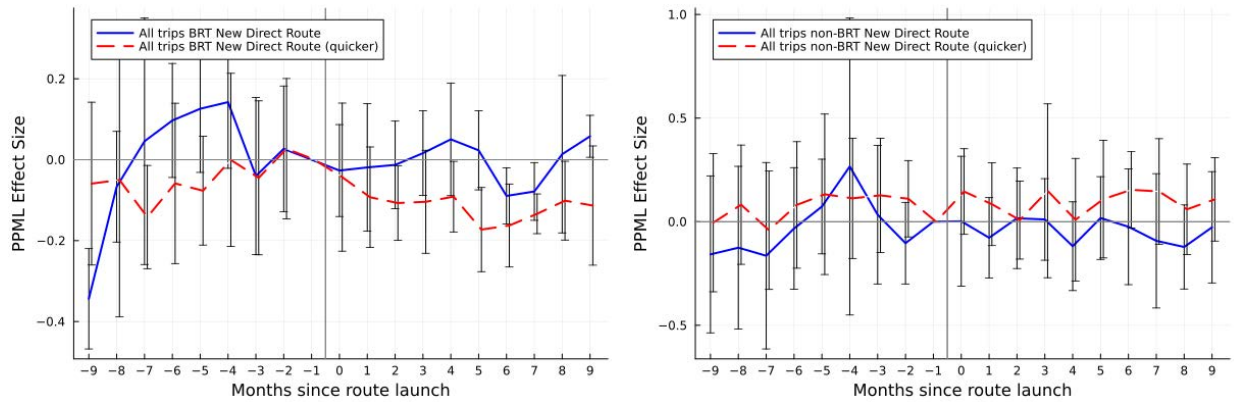 All trips BRT New Direct Route
All trips BRT New Direct Route (quicker)
PPML Effect Size
0.2
0.0
−0.2
−0.4
−9 −8 −7 −6 −5 −4 −3 −2 −1 0 1 2 3 4 5 6 7 8 9
Months since route launch
All trips non-BRT New Direct Route
All trips non-BRT New Direct Route (quicker)
PPML Effect Size
1.0
0.5
0.0
−0.5
−9 −8 −7 −6 −5 −4 −3 −2 −1 0 1 2 3 4 5 6 7 8 9
Months since route launch